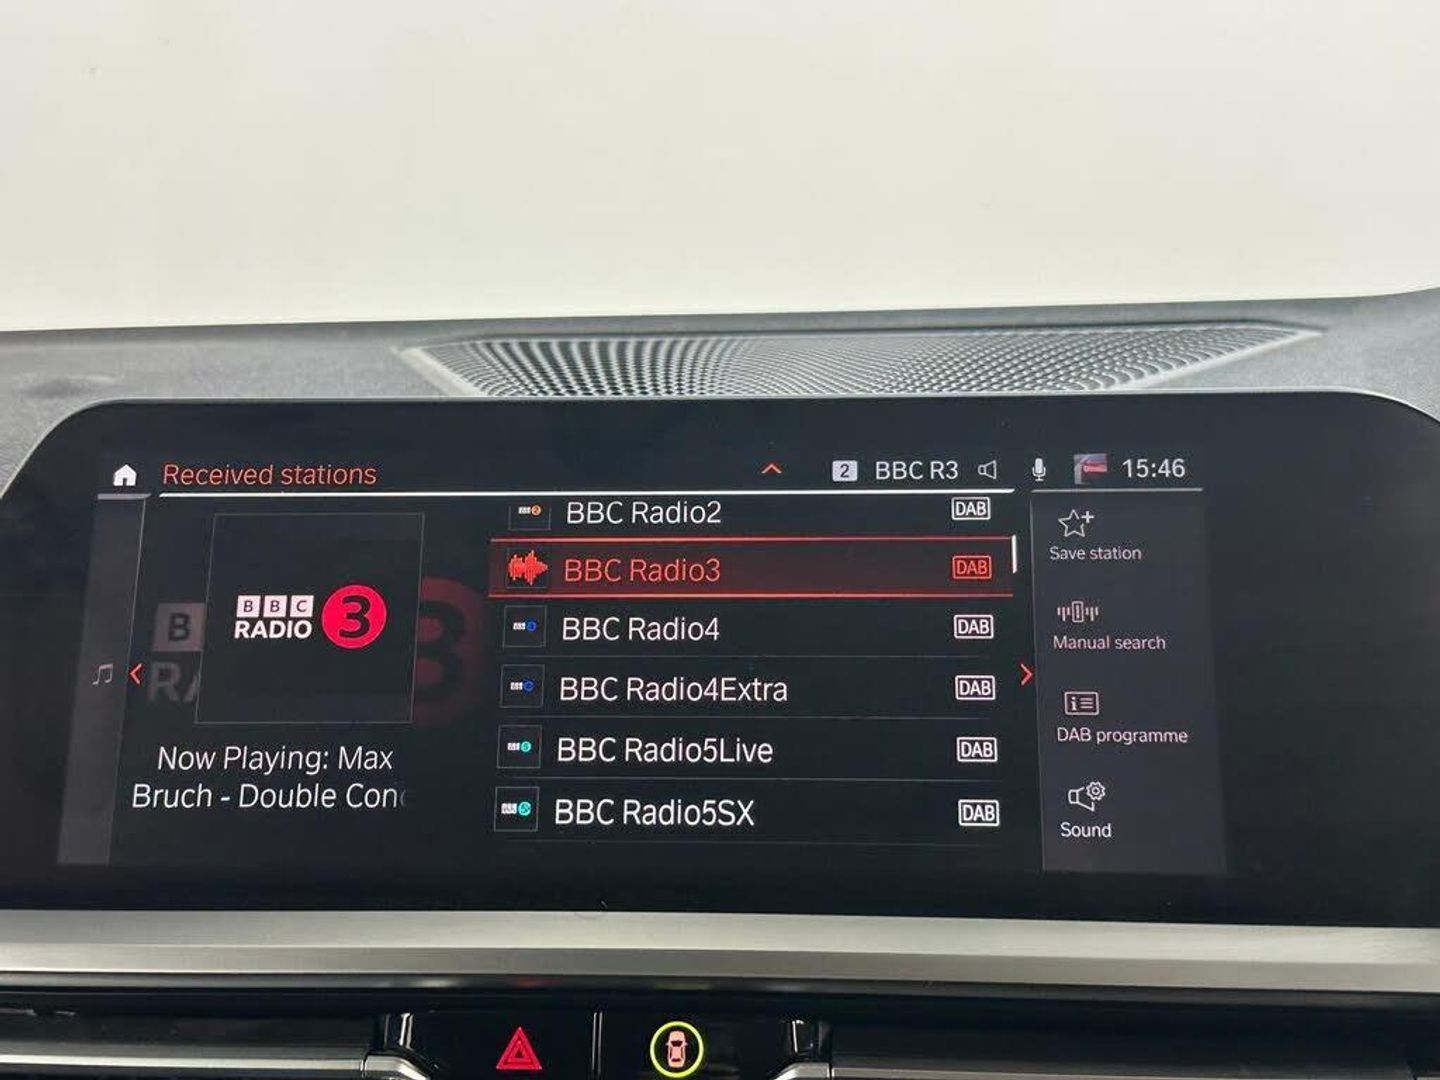 Received stations
2 BBC R3
15:46
BBC Radio2 DAB
BBC Radio3 DAB
BBC Radio4 DAB
BBC Radio4Extra DAB
BBC Radio5Live DAB
BBC Radio5SX DAB
BBC
RADIO 3
Now Playing: Max
Bruch - Double Con
Save station
Manual search
DAB programme
Sound